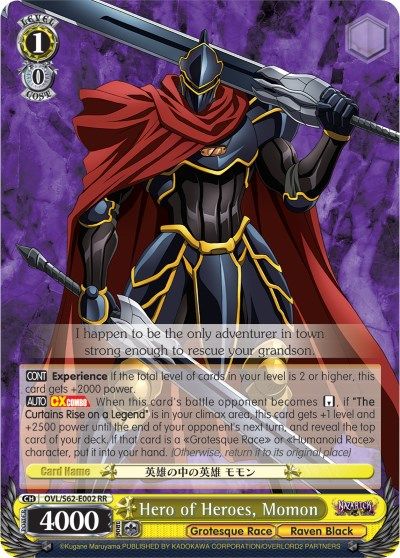 LEVEL
1
0
COST
I happen to be the only adventurer in town
strong enough to rescue your grandson.
CONT Experience If the total level of cards in your level is 2 or higher, this
card gets +2000 power.
AUTO CX COMBO When this card's battle opponent becomes, if "The
Curtains Rise on a Legend" is in your climax area, this card gets +1 level and
+2500 power until the end of your opponent's next turn, and reveal the top
card of your deck. If that card is a «Grotesque Race» or «Humanoid Race»
character, put it into your hand. (Otherwise, return it to its original place)
Card Name 英雄の中の英雄 モモン
CH OVL/S62-E002 RR
POWER 4000
Hero of Heroes, Momon
NAZARICK
Grotesque Race Raven Black
©Kugane Maruyama,PUBLISHED BY KADOKAWA CORPORATION/OVERLORD2 PARTNERS